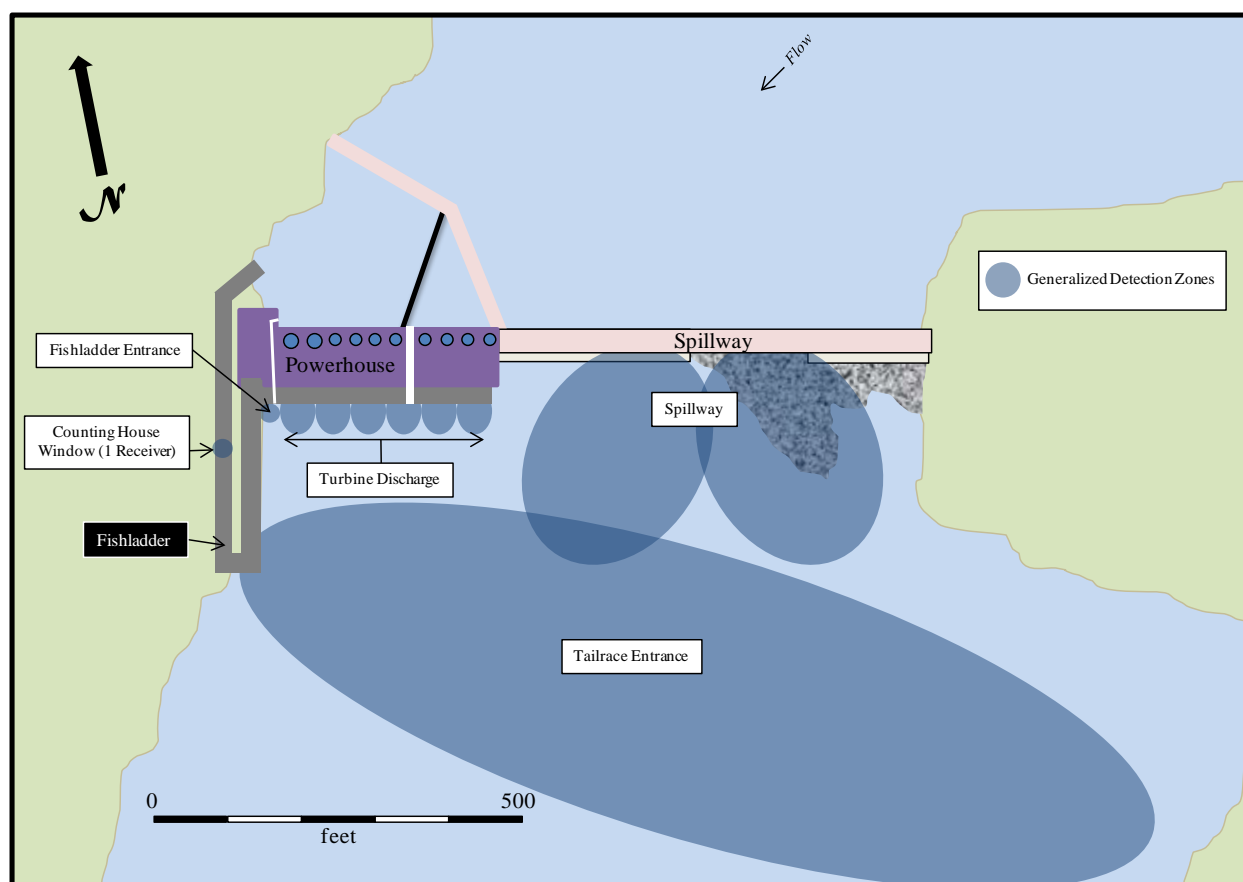 Flow
N
Generalized Detection Zones
Fishladder Entrance
Powerhouse
Spillway
Spillway
Counting House
Window (1 Receiver)
Turbine Discharge
Fishladder
Tailrace Entrance
0
500
feet